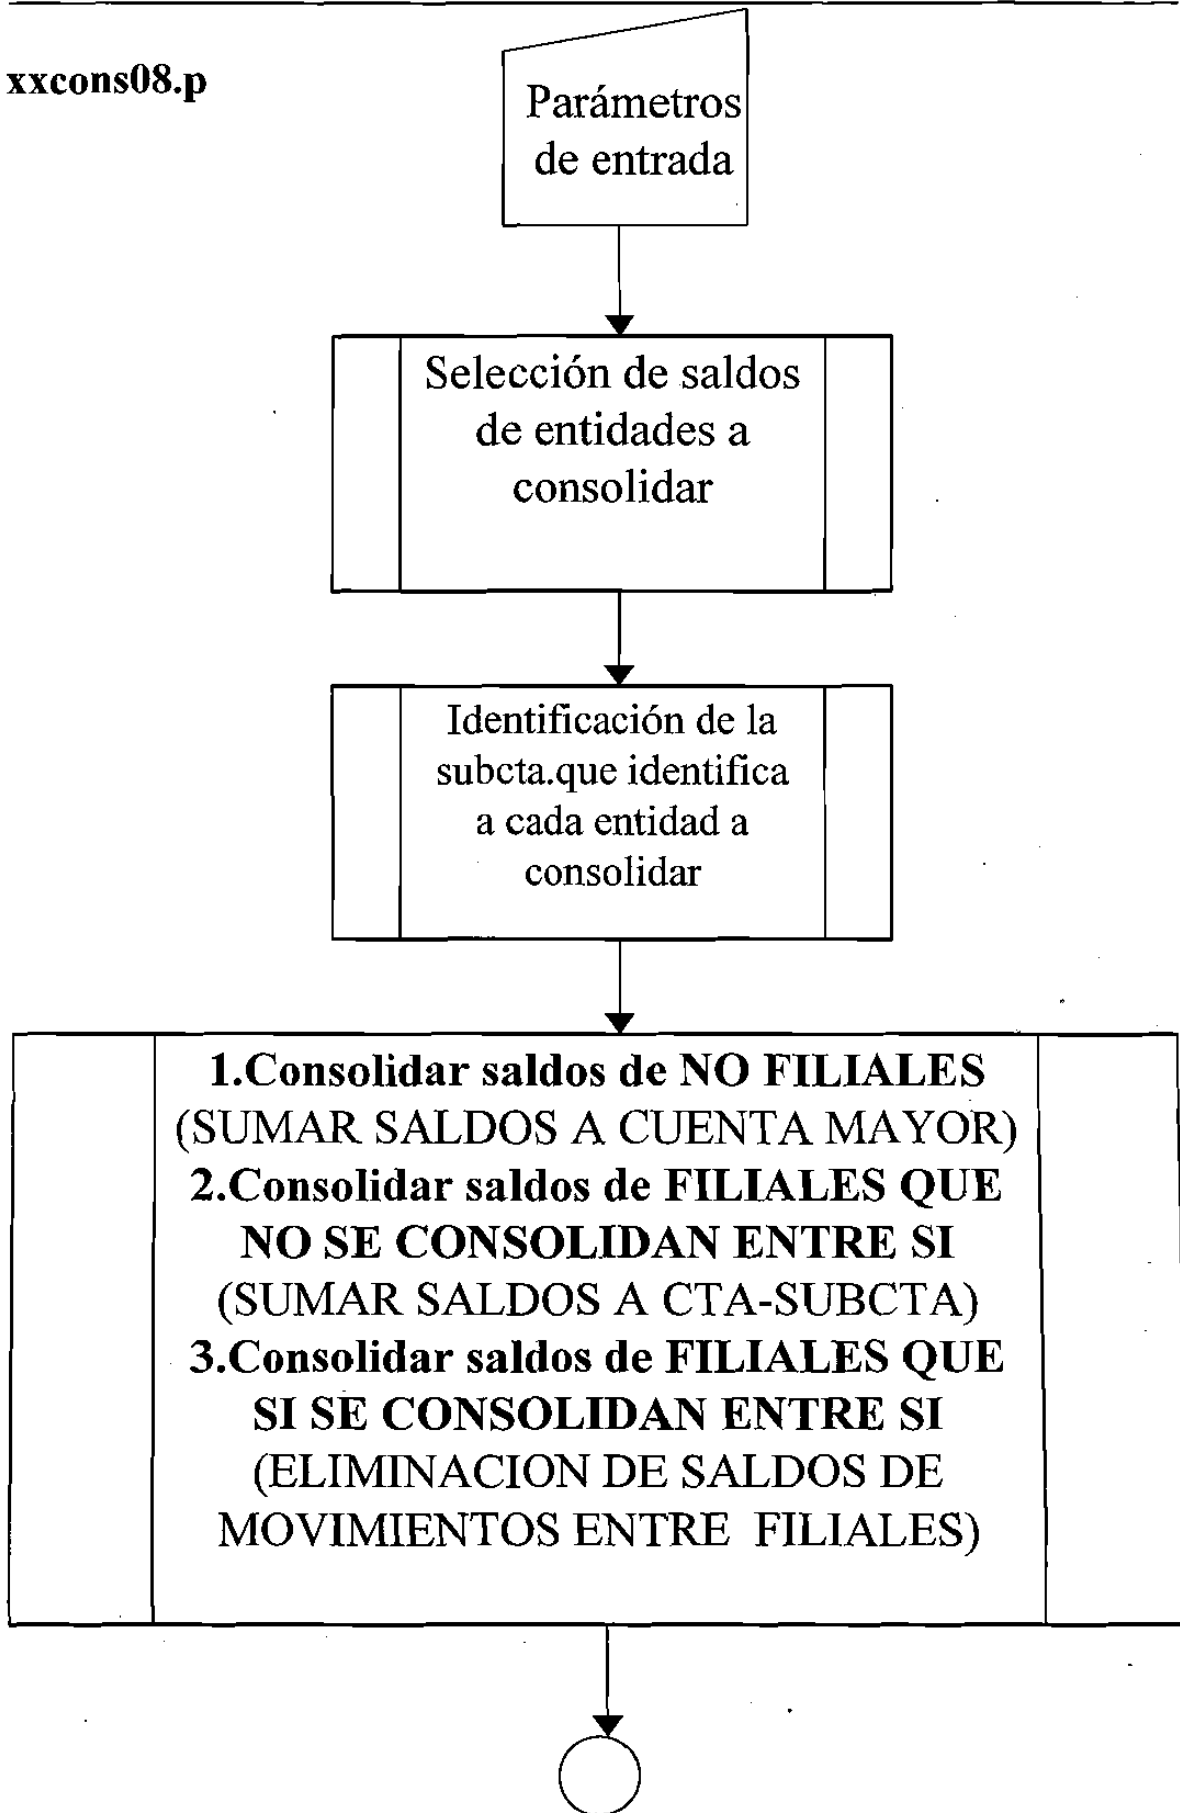 xxcons08.p
Parámetros
de entrada
Selección de saldos
de entidades a
consolidar
Identificación de la
subcta.que identifica
a cada entidad a
consolidar
1.Consolidar saldos de NO FILIALES
(SUMAR SALDOS A CUENTA MAYOR)
2.Consolidar saldos de FILIALES QUE
NO SE CONSOLIDAN ENTRE SI
(SUMAR SALDOS A CTA-SUBCTA)
3.Consolidar saldos de FILIALES QUE
SI SE CONSOLIDAN ENTRE SI
(ELIMINACION DE SALDOS DE
MOVIMIENTOS ENTRE FILIALES)